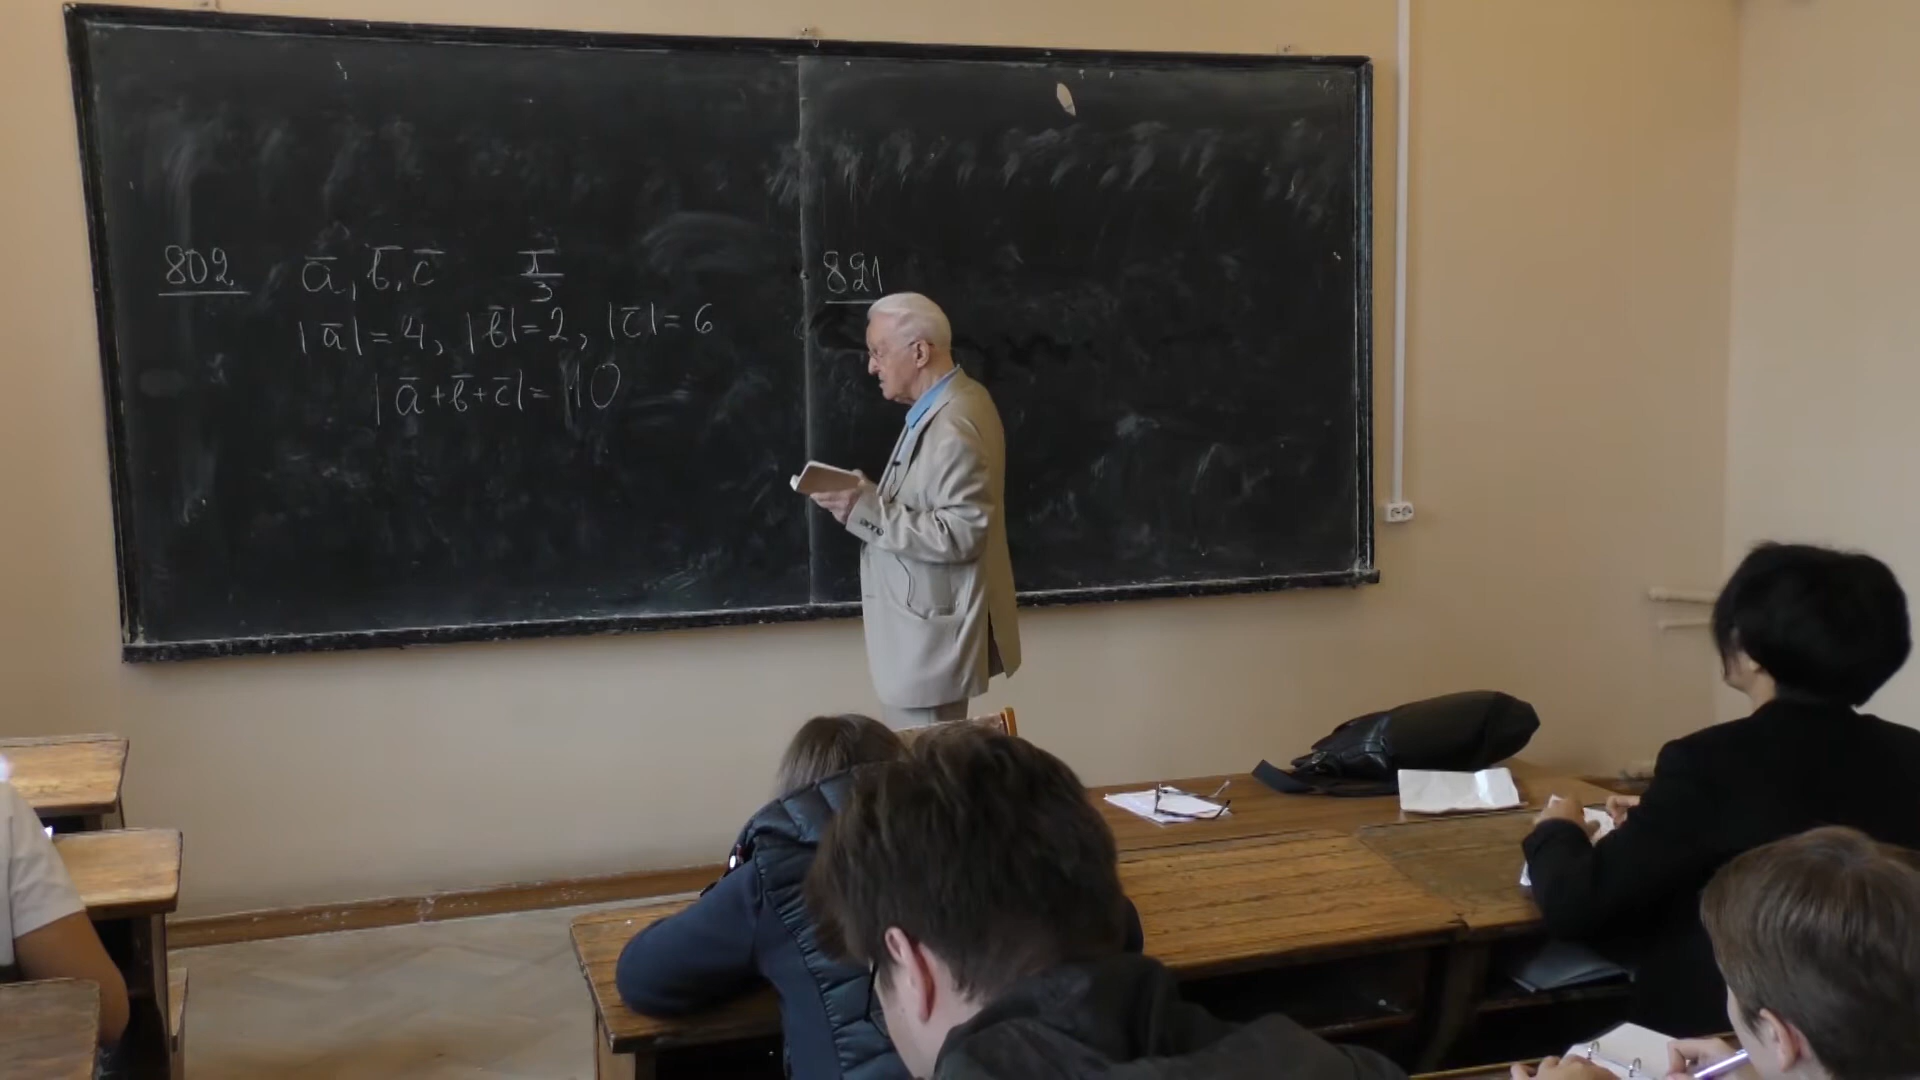 802. a̅, b̅, c̅ π/3
|a̅| = 4, |b̅| = 2, |c̅| = 6
|a̅ + b̅ + c̅| = 10
821